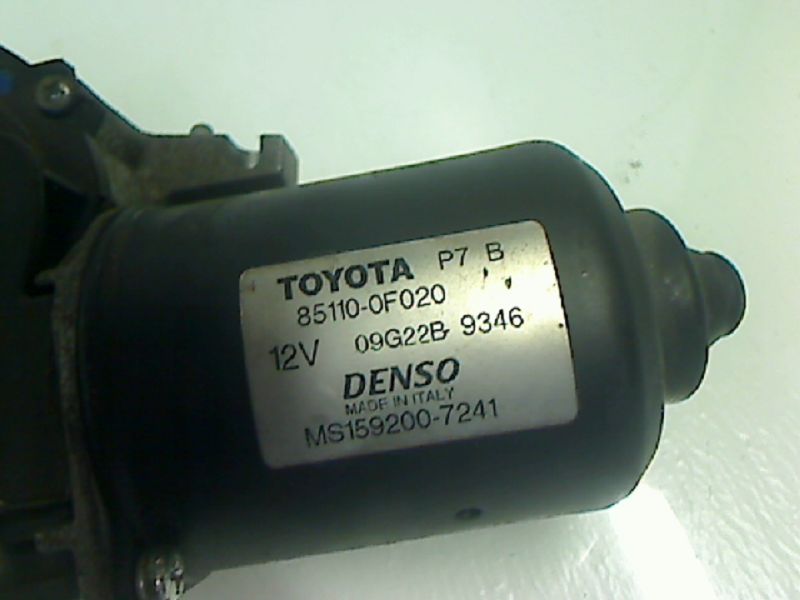 TOYOTA P7 B
85110-0F020
12V 09G22B 9346
DENSO
MADE IN ITALY
MS159200-7241